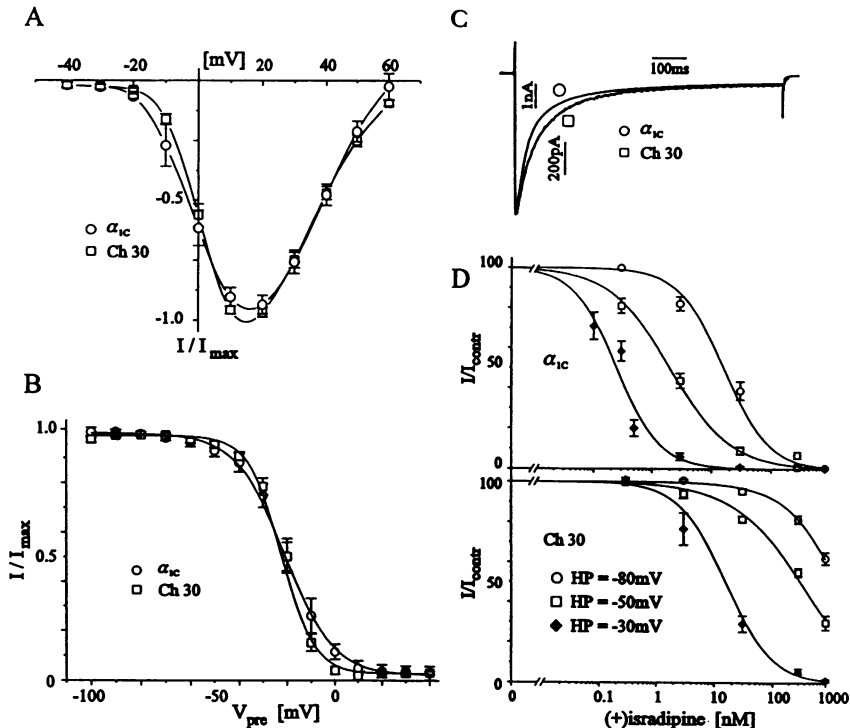 A
-40 -20 [mV] 20 40 60
-0.5
α1C
Ch 30
-1.0
I / Imax
B
1.0
0.5
0
I / Imax
α1C
Ch 30
-100 -50 0
Vpre [mV]
C
100ms
1nA
200pA
α1C
Ch 30
D
100
50
0
I/Icontr
α1C
100
50
0
I/Icontr
Ch 30
HP = -80mV
HP = -50mV
HP = -30mV
0 0.1 1 10 100 1000
(+)isradipine [nM]